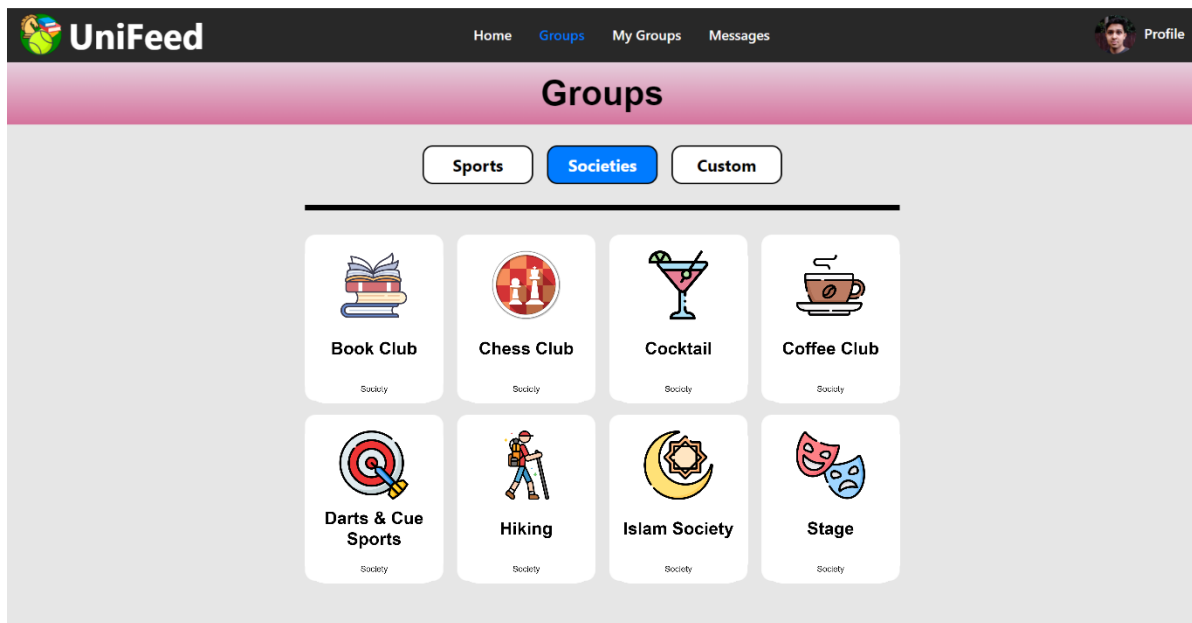 UniFeed
Home Groups My Groups Messages
Profile
Groups
Sports Societies Custom
Book Club Chess Club Cocktail Coffee Club
Society Society Society Society
Darts & Cue
Sports
Hiking Islam Society Stage
Society Society Society Society